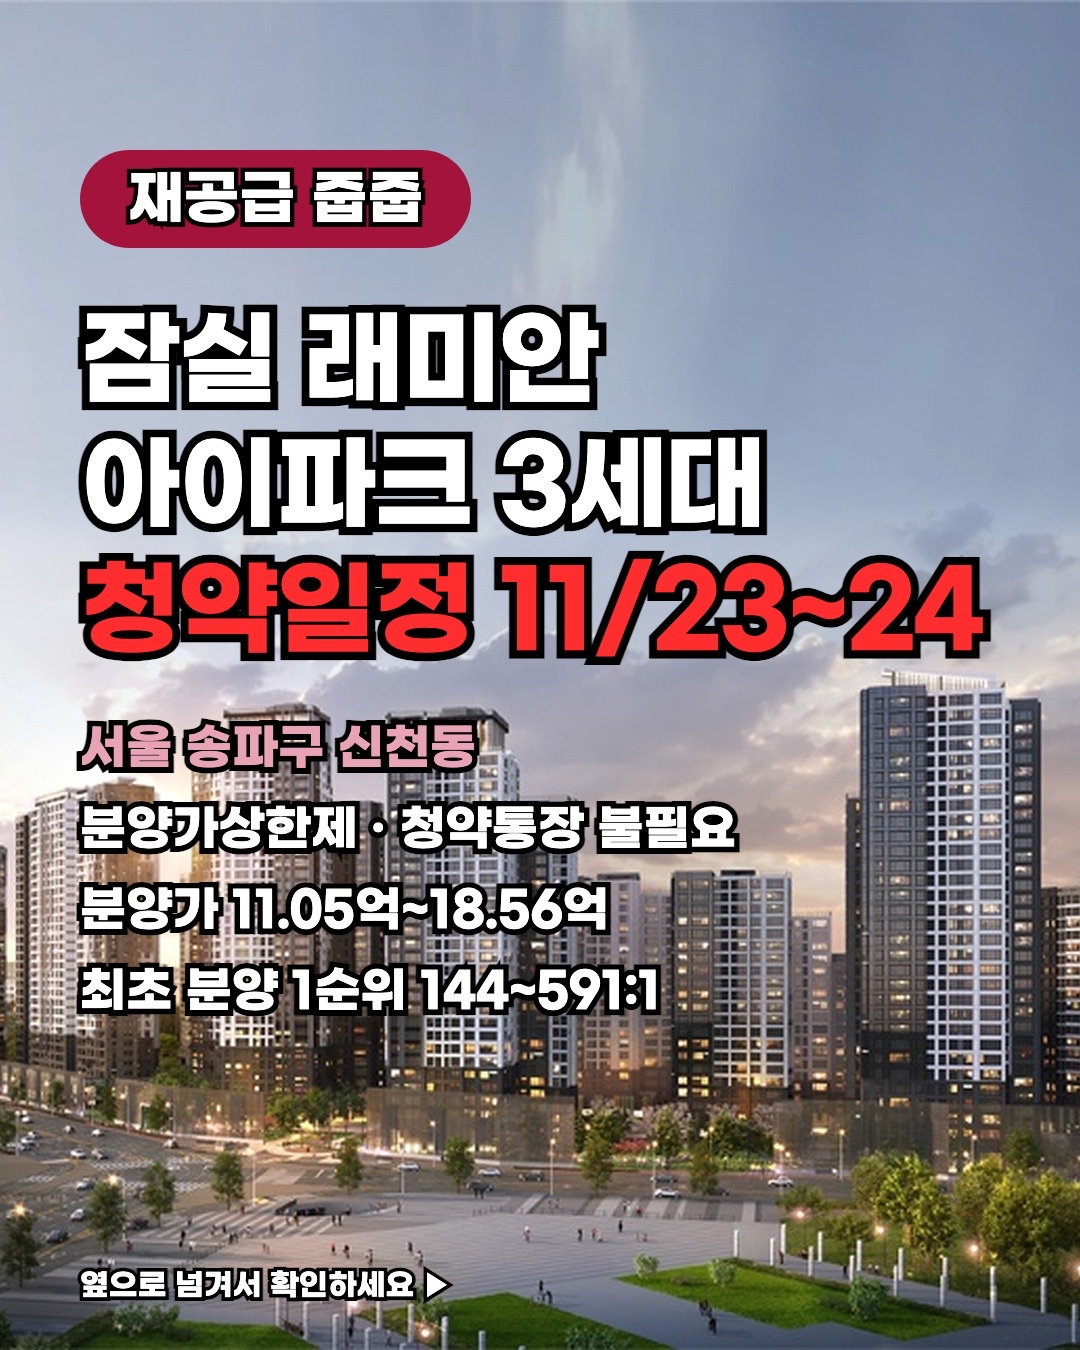 재공급 줍줍
잠실 래미안
아이파크 3세대
청약일정 11/23~24
서울 송파구 신천동
분양가상한제 · 청약통장 불필요
분양가 11.05억~18.56억
최초 분양 1순위 144~591:1
옆으로 넘겨서 확인하세요 ▶